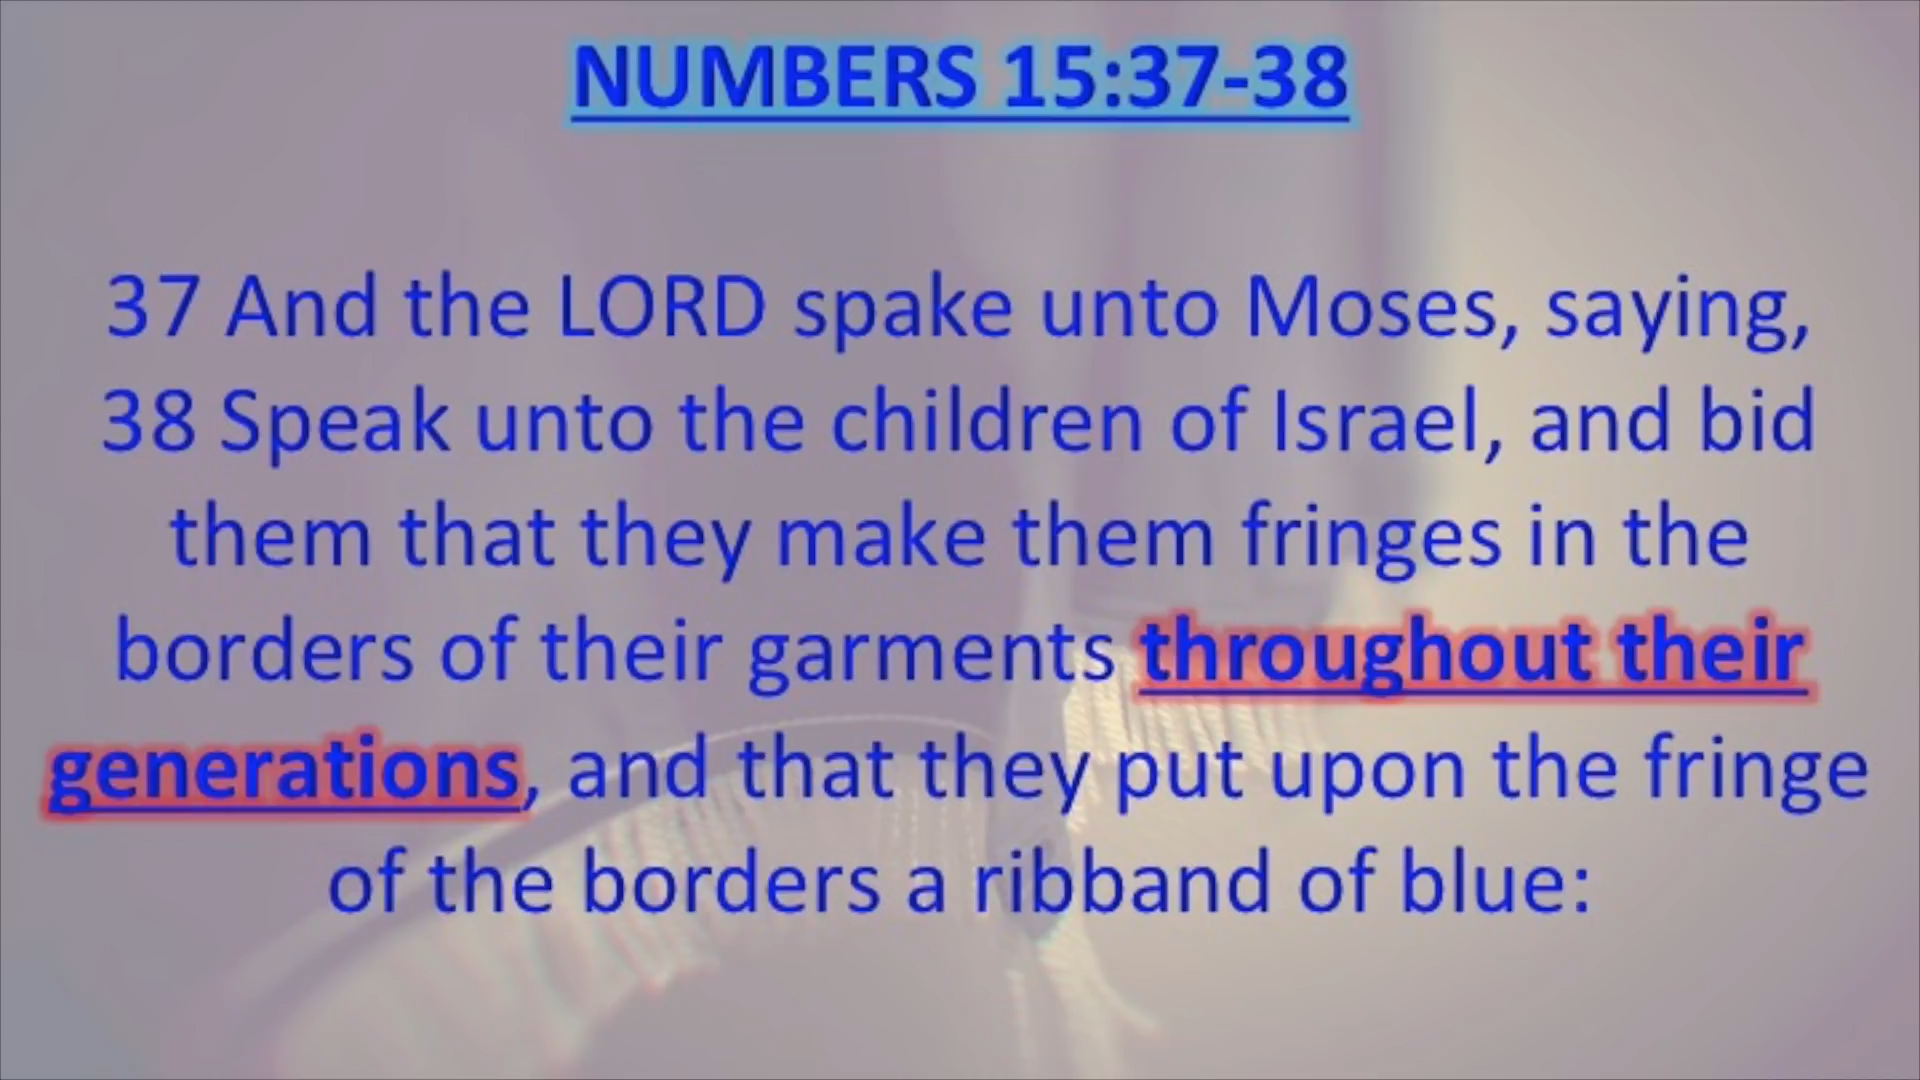 NUMBERS 15:37-38
37 And the LORD spake unto Moses, saying,
38 Speak unto the children of Israel, and bid
them that they make them fringes in the
borders of their garments throughout their
generations, and that they put upon the fringe
of the borders a ribband of blue: